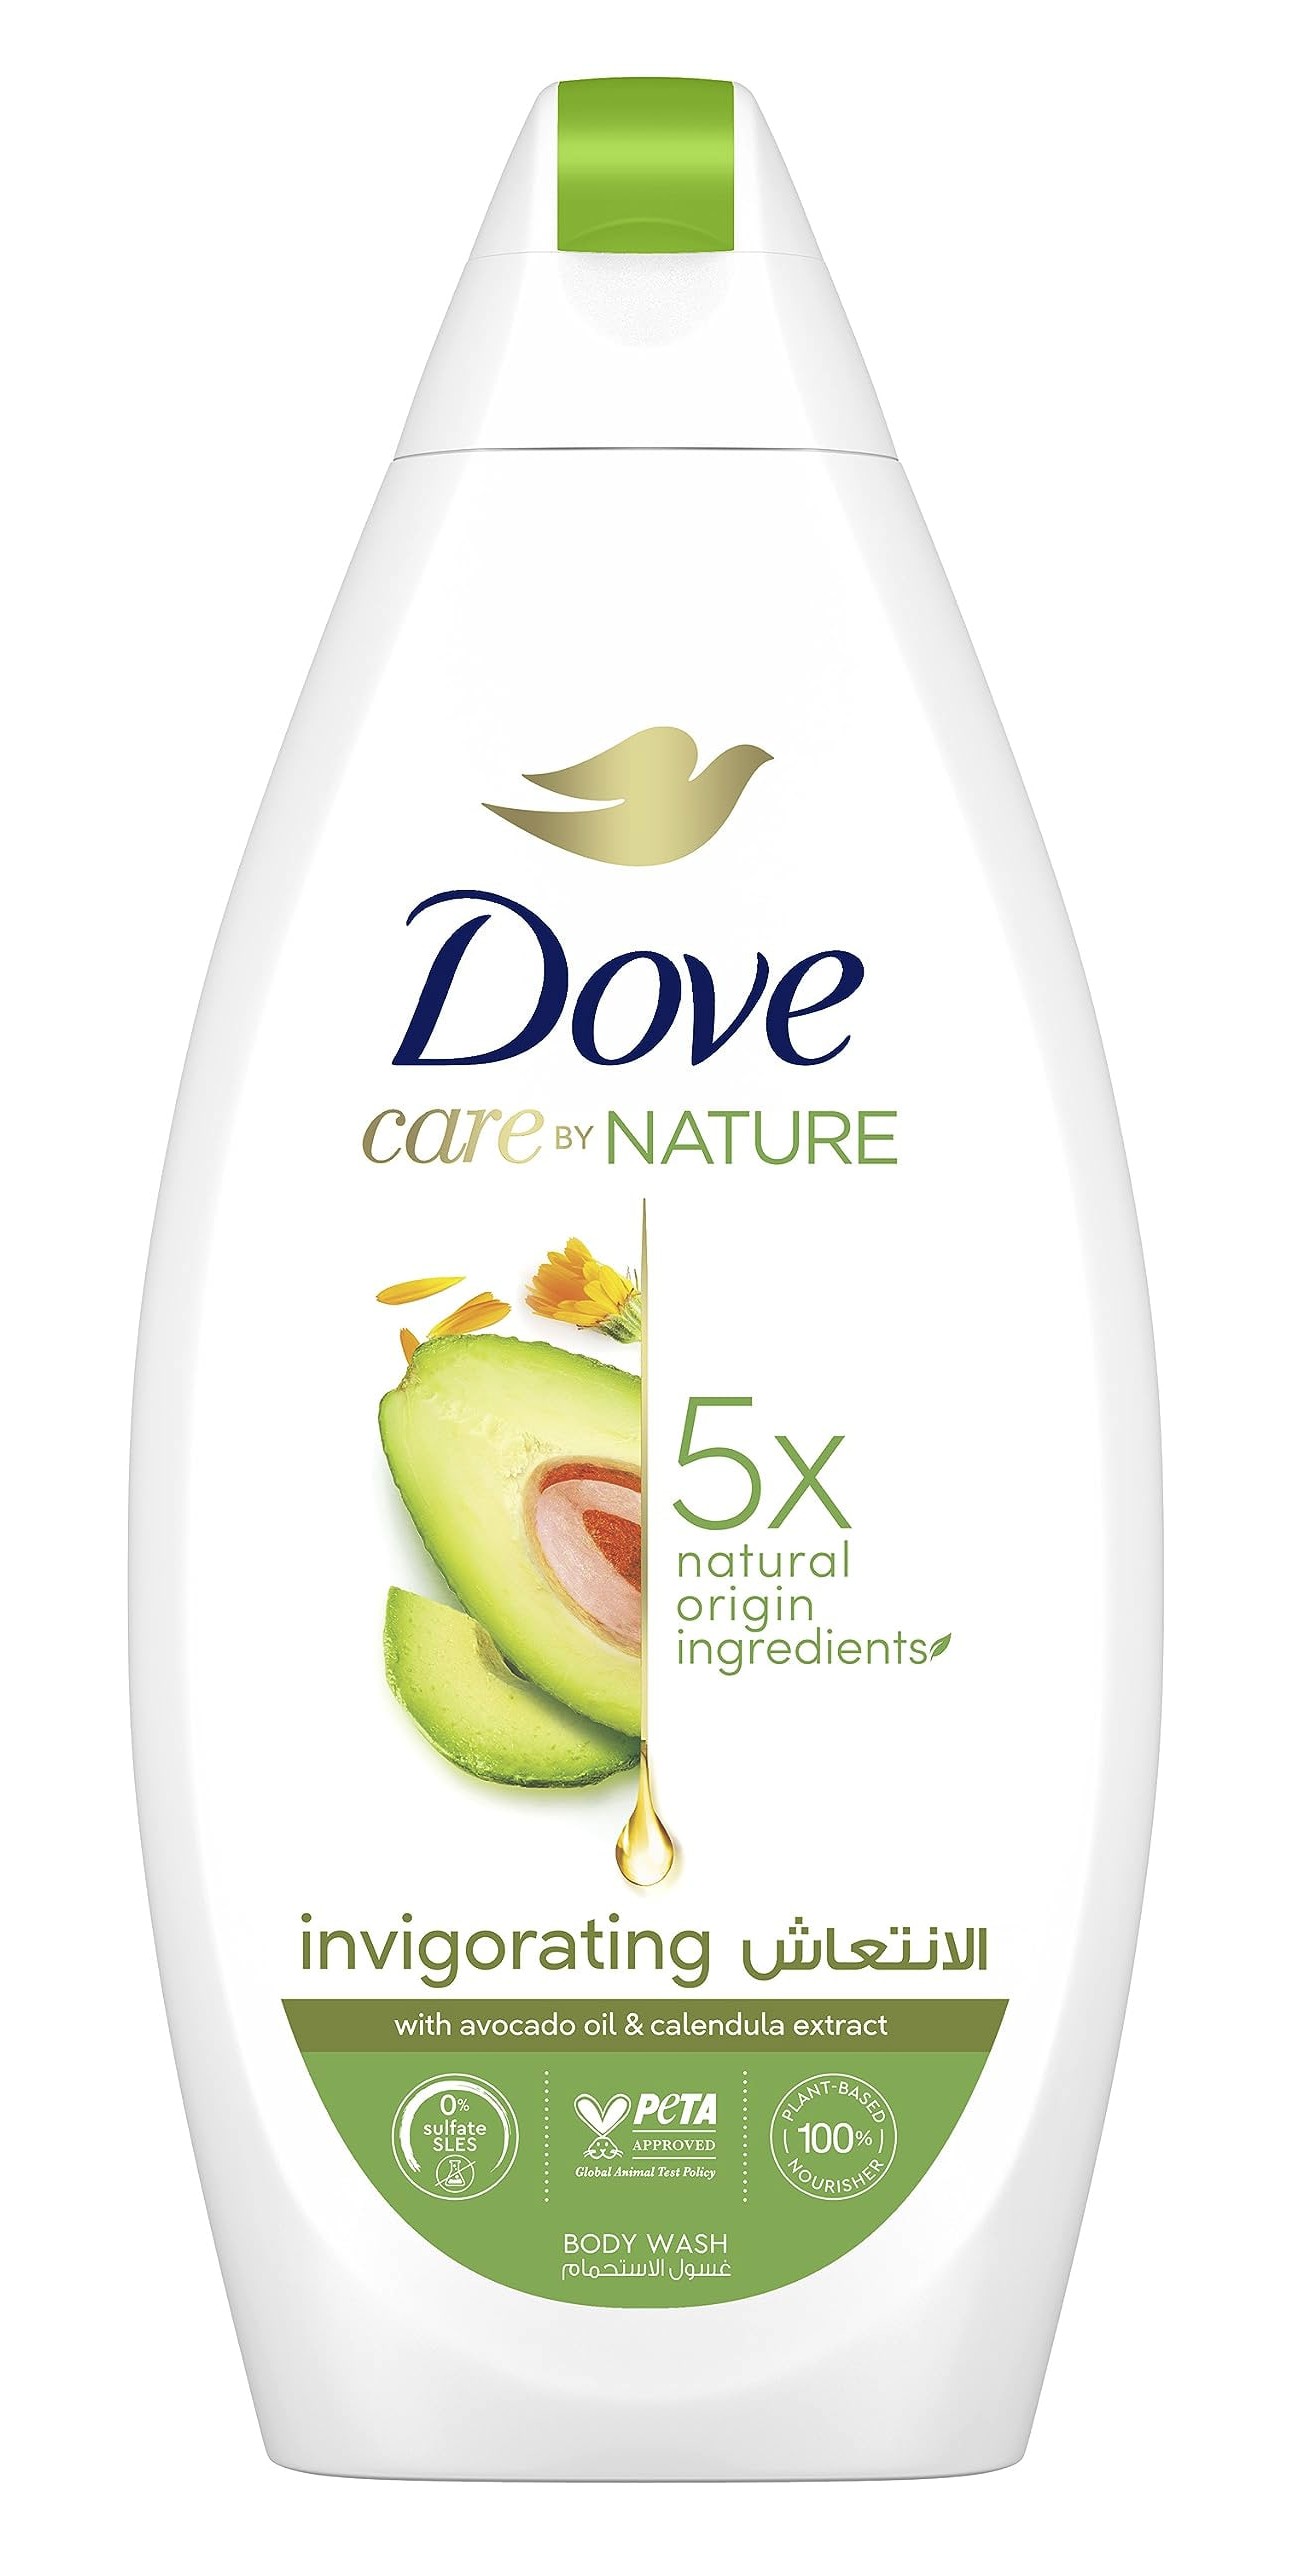 Dove
care BY NATURE
5x
natural
origin
ingredients
invigorating الانتعاش
with avocado oil & calendula extract
0%
sulfate
SLES
PETA
APPROVED
Global Animal Test Policy
PLANT-BASED
100%
NOURISHER
BODY WASH
غسول الاستحمام